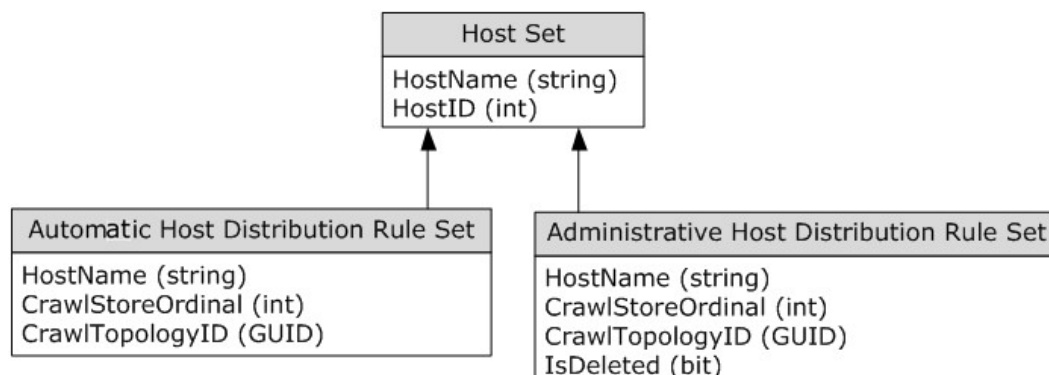 Host Set
HostName (string)
HostID (int)
Automatic Host Distribution Rule Set
HostName (string)
CrawlStoreOrdinal (int)
CrawlTopologyID (GUID)
Administrative Host Distribution Rule Set
HostName (string)
CrawlStoreOrdinal (int)
CrawlTopologyID (GUID)
IsDeleted (bit)